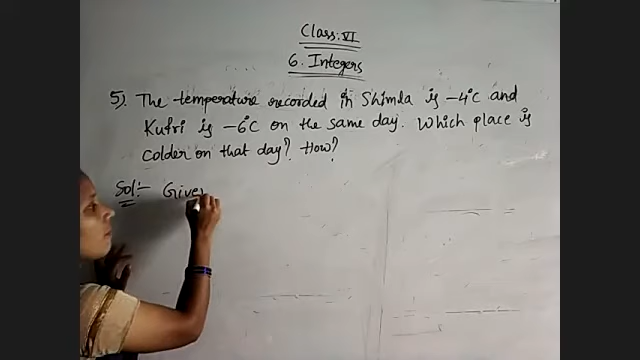 Class: VI
6. Integers
5). The temperature recorded in Shimla is -4°C and
Kufri is -6°C on the same day. Which place is
colder on that day? How?
Sol:- Given